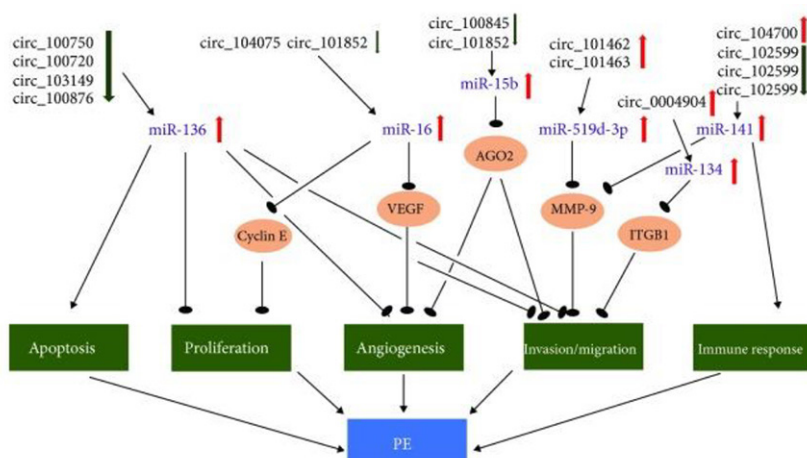 circ_100750
circ_100720
circ_103149
circ_100876
circ_104075 circ_101852
circ_100845
circ_101852
circ_101462
circ_101463
circ_104700
circ_102599
circ_102599
circ_102599
circ_0004904
miR-136
miR-16
miR-15b
miR-519d-3p
miR-141
miR-134
AGO2
Cyclin E
VEGF
MMP-9
ITGB1
Apoptosis
Proliferation
Angiogenesis
Invasion/migration
Immune response
PE